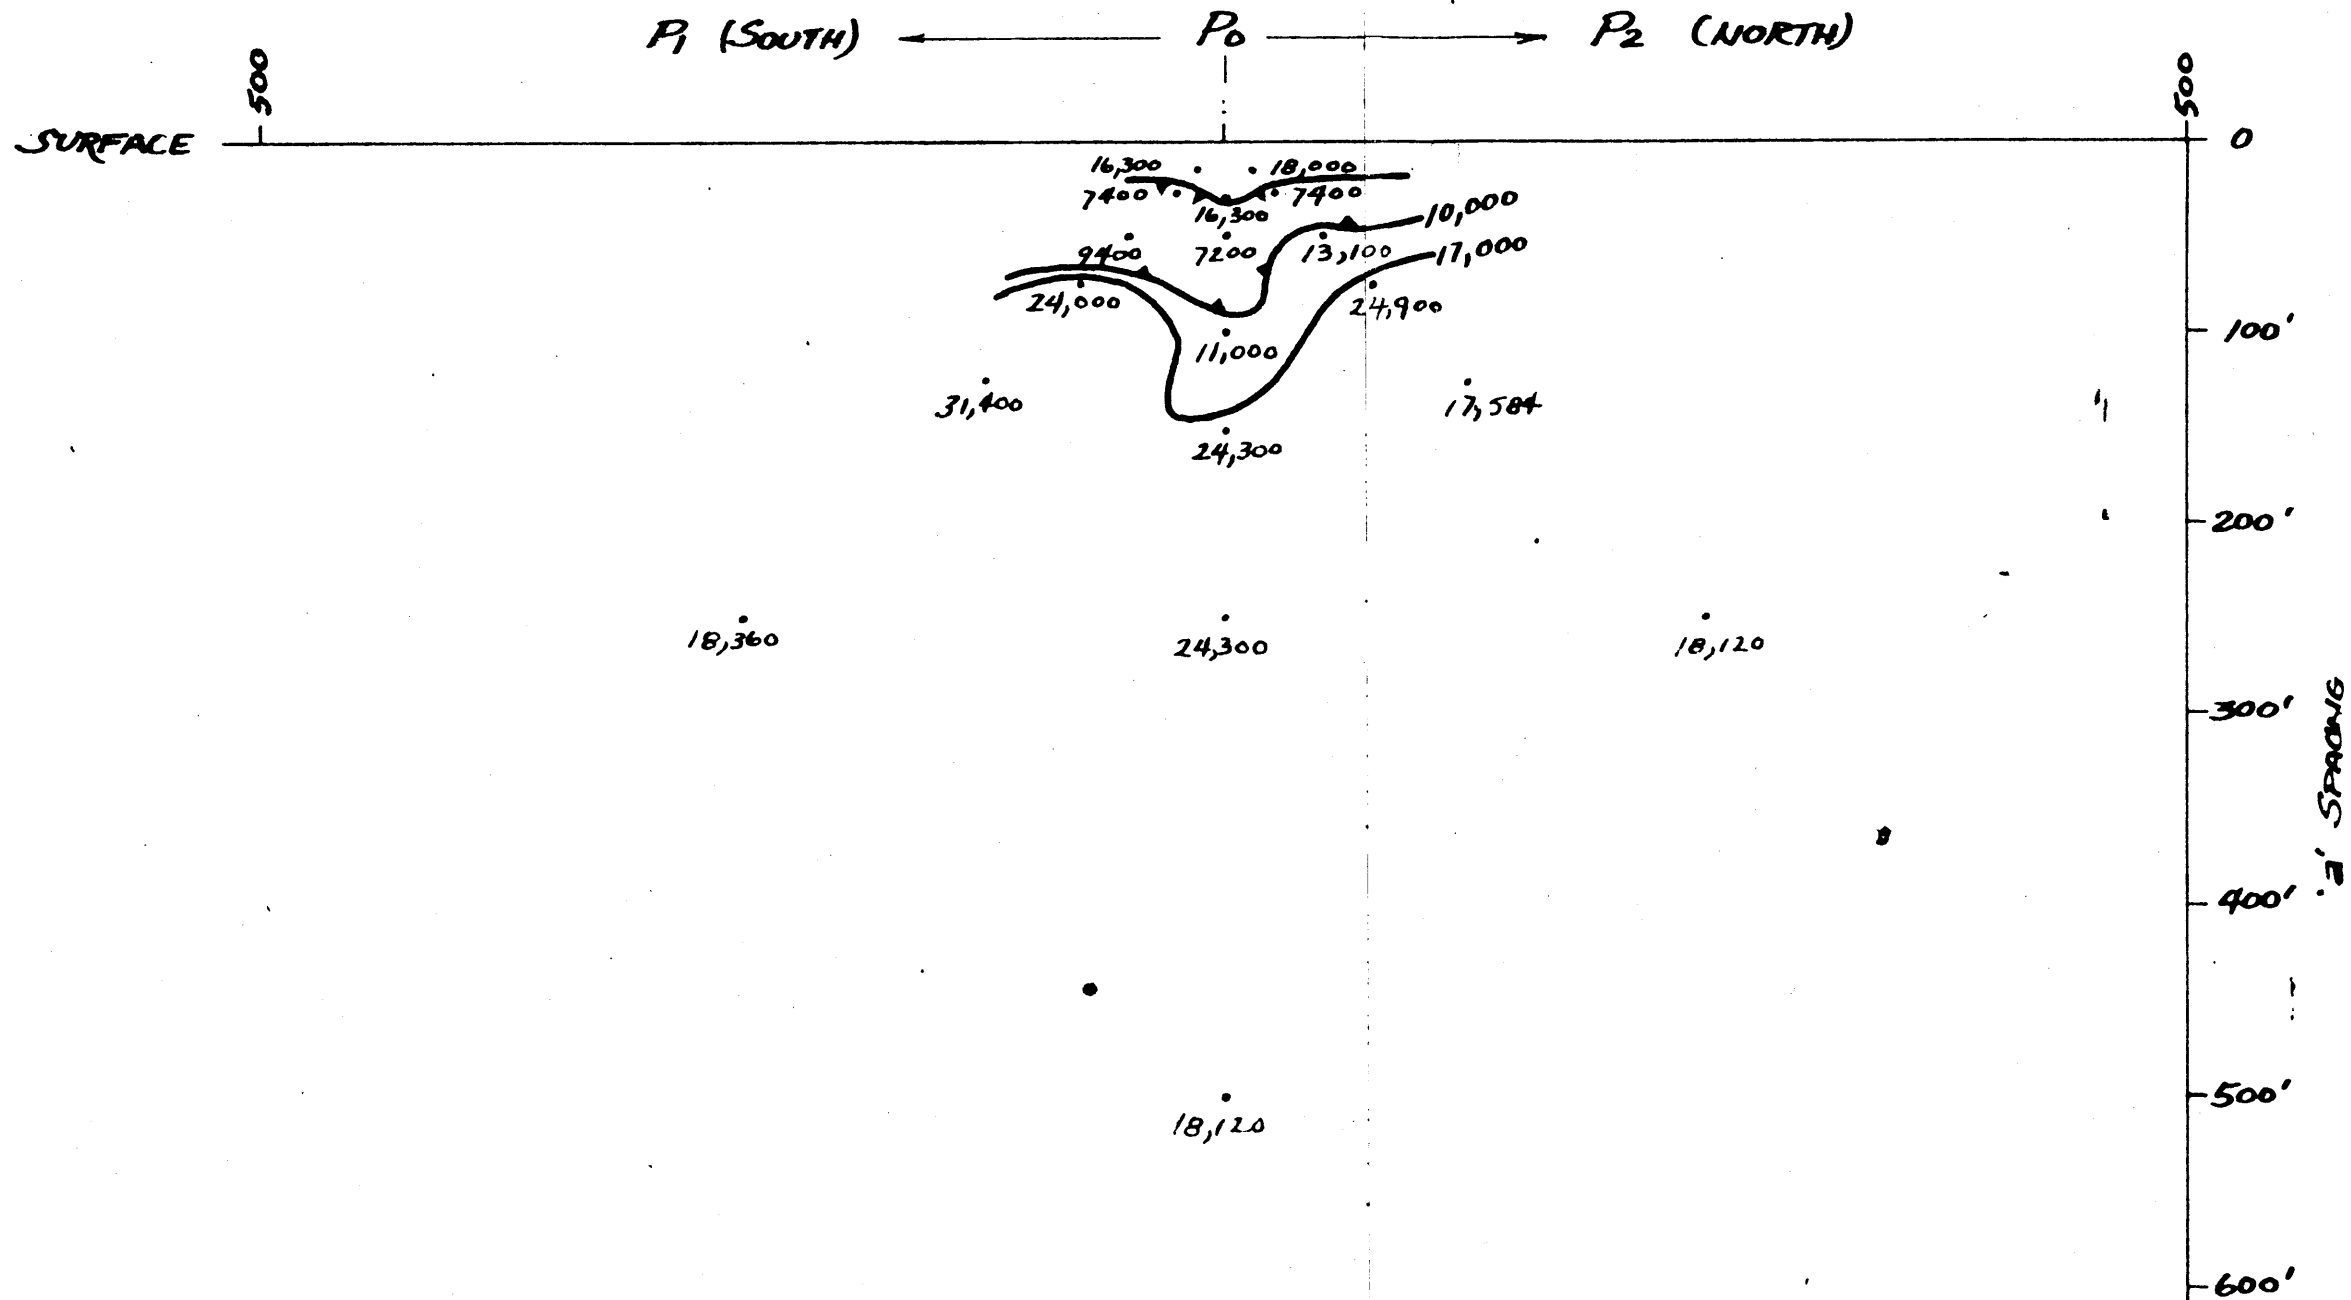 P1 (SOUTH) P0 P2 (NORTH)
500 500
SURFACE 0
16,300 18,000
7400 7400
16,300 10,000
9400 7200 13,100 17,000
24,000 24,900
11,000 100'
31,400 17,584
24,300
200'
18,360 24,300 18,120
300'
'a' SPACING
400'
500'
18,120
600'